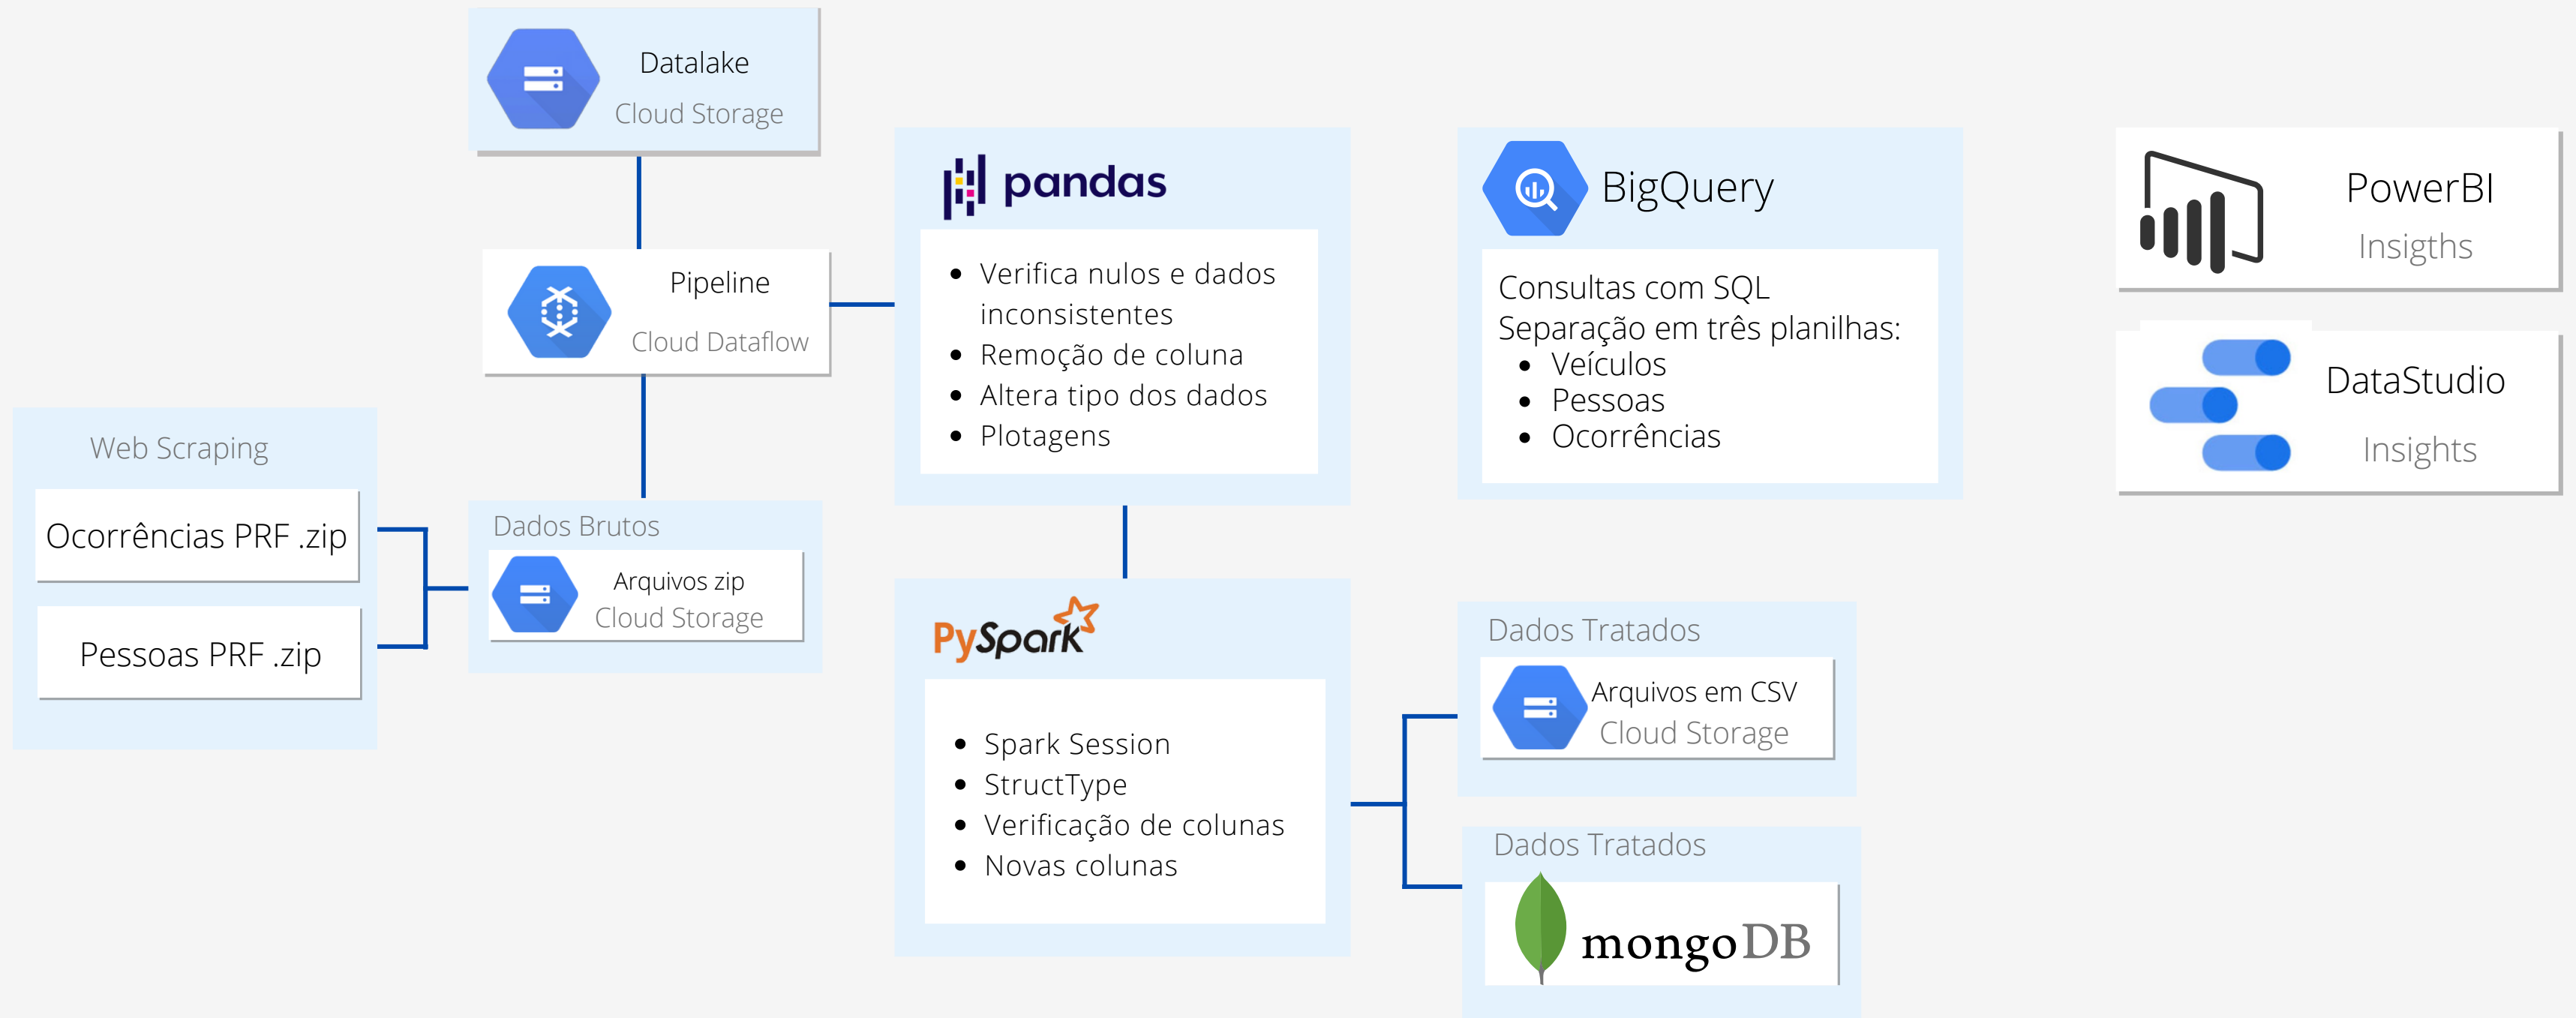 Datalake
Cloud Storage
Pipeline
Cloud Dataflow
Web Scraping
Ocorrências PRF .zip
Pessoas PRF .zip
Dados Brutos
Arquivos zip
Cloud Storage
pandas
• Verifica nulos e dados
inconsistentes
• Remoção de coluna
• Altera tipo dos dados
• Plotagens
PySpark
• Spark Session
• StructType
• Verificação de colunas
• Novas colunas
BigQuery
Consultas com SQL
Separação em três planilhas:
• Veículos
• Pessoas
• Ocorrências
Dados Tratados
Arquivos em CSV
Cloud Storage
Dados Tratados
mongoDB
PowerBI
Insigths
DataStudio
Insights